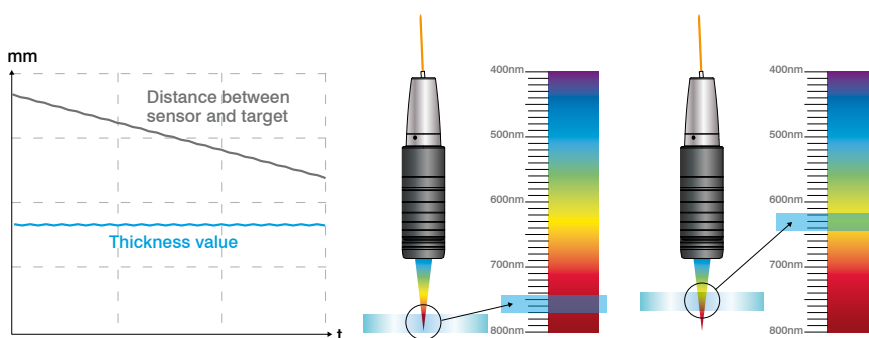 mm
Distance between
sensor and target
Thickness value
t
400nm
500nm
600nm
700nm
800nm
400nm
500nm
600nm
700nm
800nm